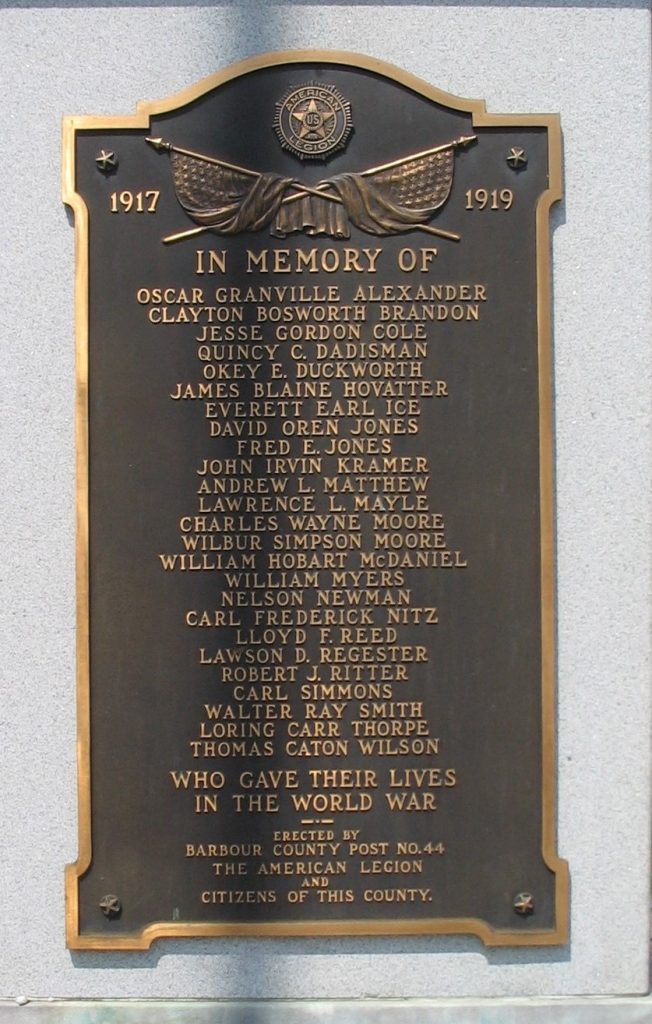 AMERICAN
US
LEGION
1917 1919
IN MEMORY OF
OSCAR GRANVILLE ALEXANDER
CLAYTON BOSWORTH BRANDON
JESSE GORDON COLE
QUINCY C. DADISMAN
OKEY E. DUCKWORTH
JAMES BLAINE HOVATTER
EVERETT EARL ICE
DAVID OREN JONES
FRED E. JONES
JOHN IRVIN KRAMER
ANDREW L. MATTHEW
LAWRENCE L. MAYLE
CHARLES WAYNE MOORE
WILBUR SIMPSON MOORE
WILLIAM HOBART McDANIEL
WILLIAM MYERS
NELSON NEWMAN
CARL FREDERICK NITZ
LLOYD F. REED
LAWSON D. REGESTER
ROBERT J. RITTER
CARL SIMMONS
WALTER RAY SMITH
LORING CARR THORPE
THOMAS CATON WILSON
WHO GAVE THEIR LIVES
IN THE WORLD WAR
ERECTED BY
BARBOUR COUNTY POST NO. 44
THE AMERICAN LEGION
AND
CITIZENS OF THIS COUNTY.